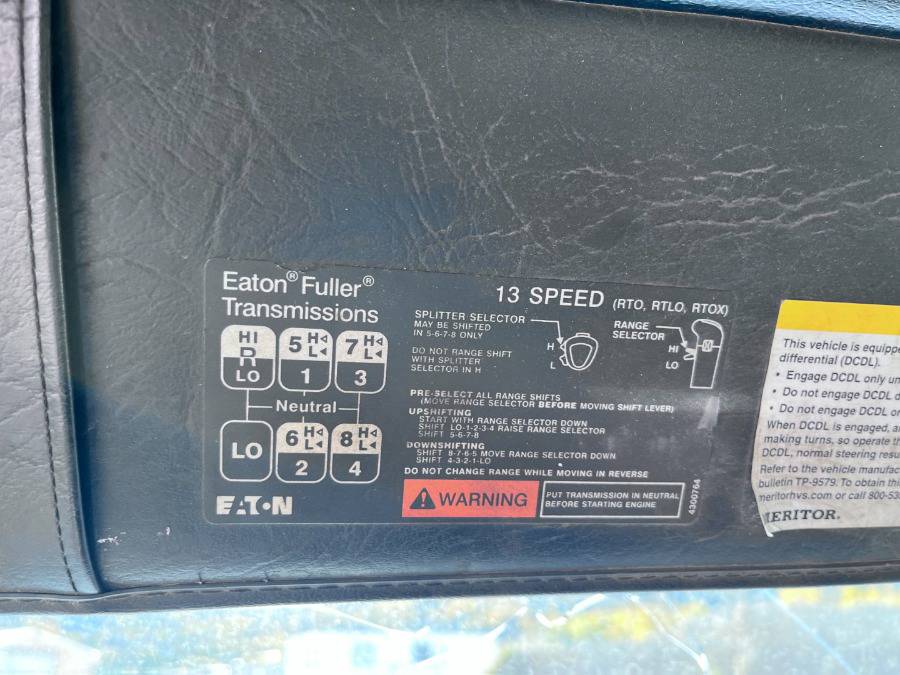 Eaton® Fuller®
Transmissions
13 SPEED (RTO, RTLO, RTOX)
HI
R
LO
5 H
L
1
7 H
L
3
Neutral
LO
6 H
L
2
8 H
L
4
EATON
SPLITTER SELECTOR
MAY BE SHIFTED
IN 5-6-7-8 ONLY
H
L
DO NOT RANGE SHIFT
WITH SPLITTER
SELECTOR IN H
RANGE
SELECTOR
HI
LO
PRE-SELECT ALL RANGE SHIFTS
(MOVE RANGE SELECTOR BEFORE MOVING SHIFT LEVER)
UPSHIFTING
START WITH RANGE SELECTOR DOWN
SHIFT LO-1-2-3-4 RAISE RANGE SELECTOR
SHIFT 5-6-7-8
DOWNSHIFTING
SHIFT 8-7-6-5 MOVE RANGE SELECTOR DOWN
SHIFT 4-3-2-1-LO
DO NOT CHANGE RANGE WHILE MOVING IN REVERSE
WARNING
PUT TRANSMISSION IN NEUTRAL
BEFORE STARTING ENGINE
4300764
This vehicle is equippe
differential (DCDL).
• Engage DCDL only un
• Do not engage DCDL d
• Do not engage DCDL or
When DCDL is engaged, a
making turns, so operate th
DCDL, normal steering resu
Refer to the vehicle manufac
bulletin TP-9579. To obtain thi
meritorhvs.com or call 800-53
MERITOR.